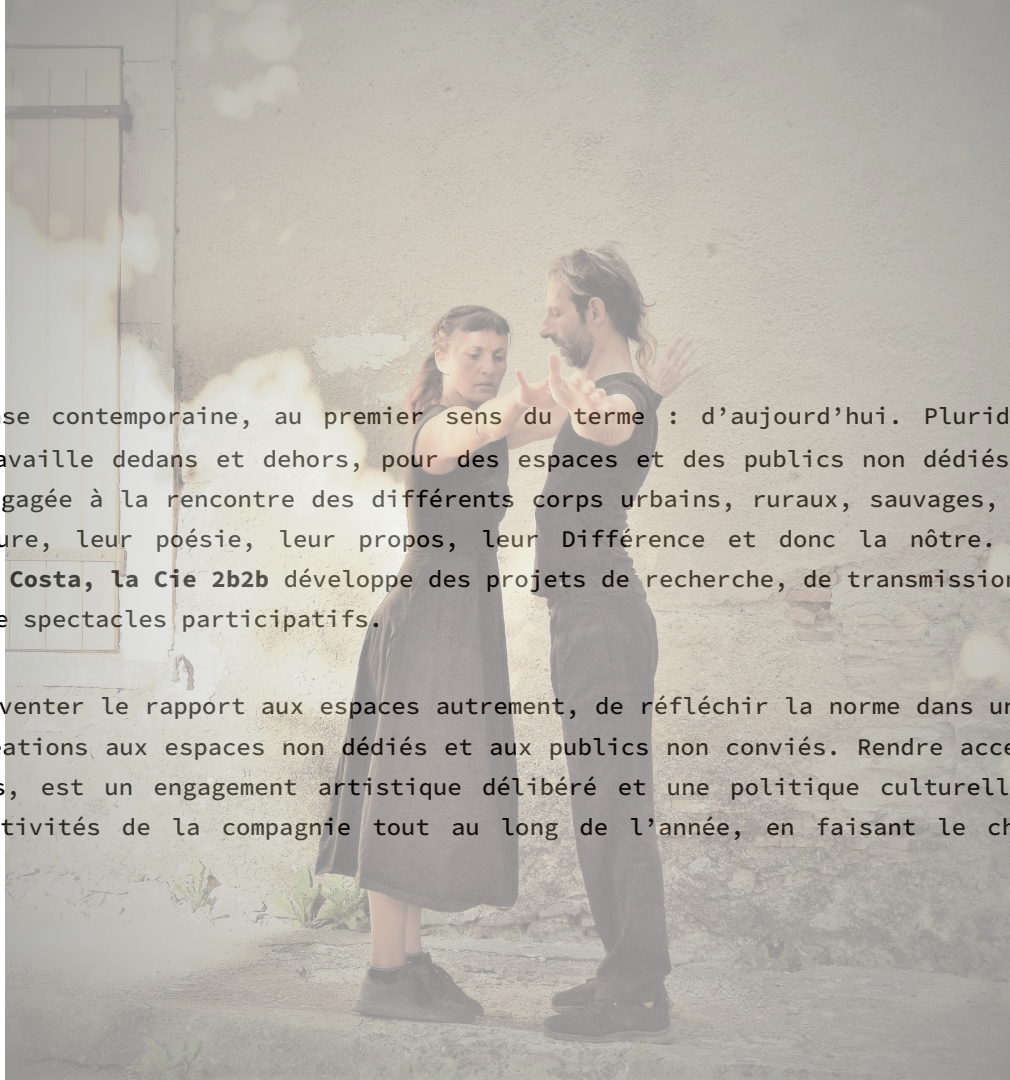 se contemporaine, au premier sens du terme : d’aujourd’hui. Plurid
availle dedans et dehors, pour des espaces et des publics non dédiés
gagée à la rencontre des différents corps urbains, ruraux, sauvages,
ure, leur poésie, leur propos, leur Différence et donc la nôtre.
Costa, la Cie 2b2b développe des projets de recherche, de transmission
e spectacles participatifs.
venter le rapport aux espaces autrement, de réfléchir la norme dans un
ations aux espaces non dédiés et aux publics non conviés. Rendre acce
s, est un engagement artistique délibéré et une politique culturell
tivités de la compagnie tout au long de l’année, en faisant le ch